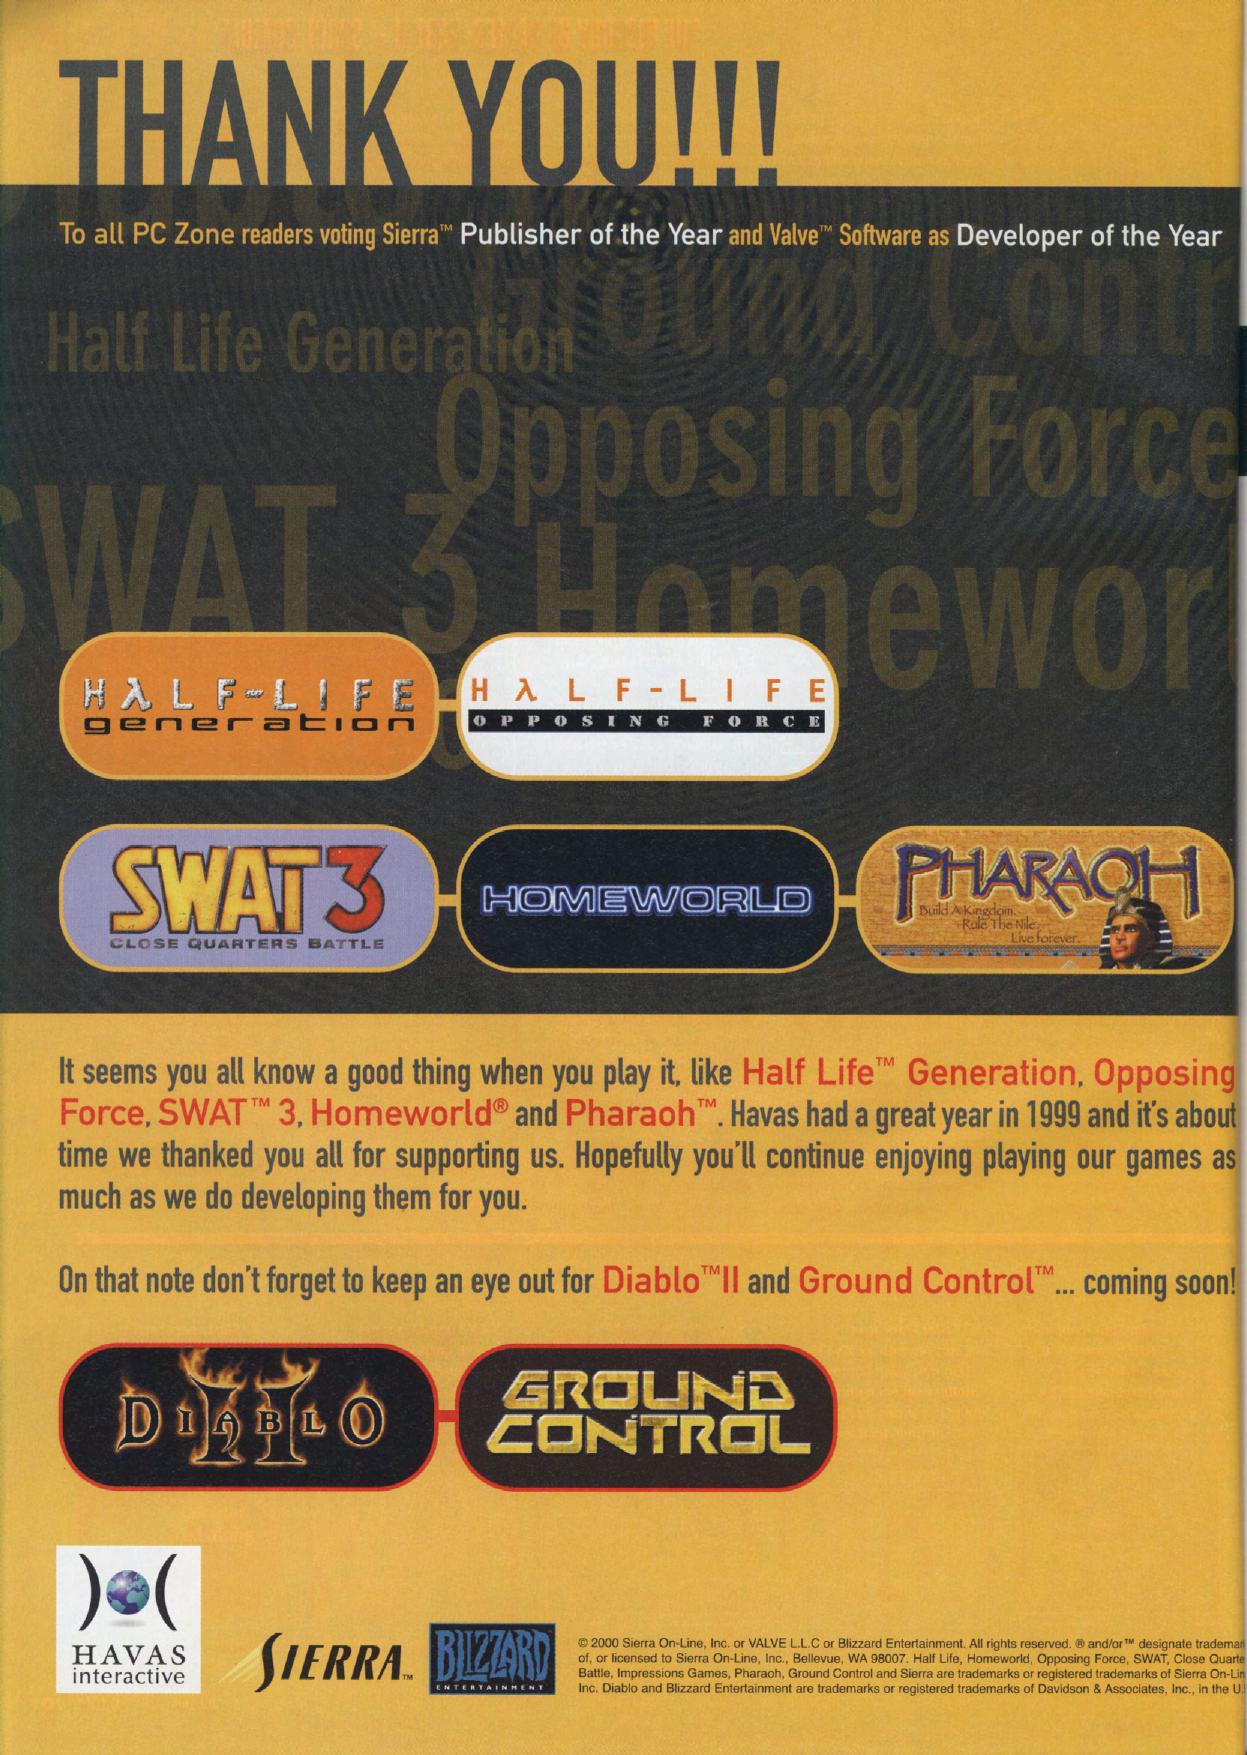 THANK YOU!!!
To all PC Zone readers voting Sierra™ Publisher of the Year and Valve™ Software as Developer of the Year
Ground Contr
Half Life Generation
Opposing Force
SWAT 3
Homeworl
HλLF-LIFE
generation
HλLF-LIFE
OPPOSING FORCE
SWAT 3
CLOSE QUARTERS BATTLE
HOMEWORLD
PHARAOH
Build A Kingdom.
Rule The Nile.
Live forever.
It seems you all know a good thing when you play it, like Half Life™ Generation, Opposing
Force, SWAT™ 3, Homeworld® and Pharaoh™. Havas had a great year in 1999 and it's about
time we thanked you all for supporting us. Hopefully you'll continue enjoying playing our games as
much as we do developing them for you.
On that note don't forget to keep an eye out for Diablo™II and Ground Control™... coming soon!
DIABLO II
GROUND
CONTROL
HAVAS
interactive
SIERRA™
BLIZZARD
ENTERTAINMENT
© 2000 Sierra On-Line, Inc. or VALVE L.L.C or Blizzard Entertainment. All rights reserved. ® and/or™ designate trademar
of, or licensed to Sierra On-Line, Inc., Bellevue, WA 98007. Half Life, Homeworld, Opposing Force, SWAT, Close Quarte
Battle, Impressions Games, Pharaoh, Ground Control and Sierra are trademarks or registered trademarks of Sierra On-Lin
Inc. Diablo and Blizzard Entertainment are trademarks or registered trademarks of Davidson & Associates, Inc., in the U.